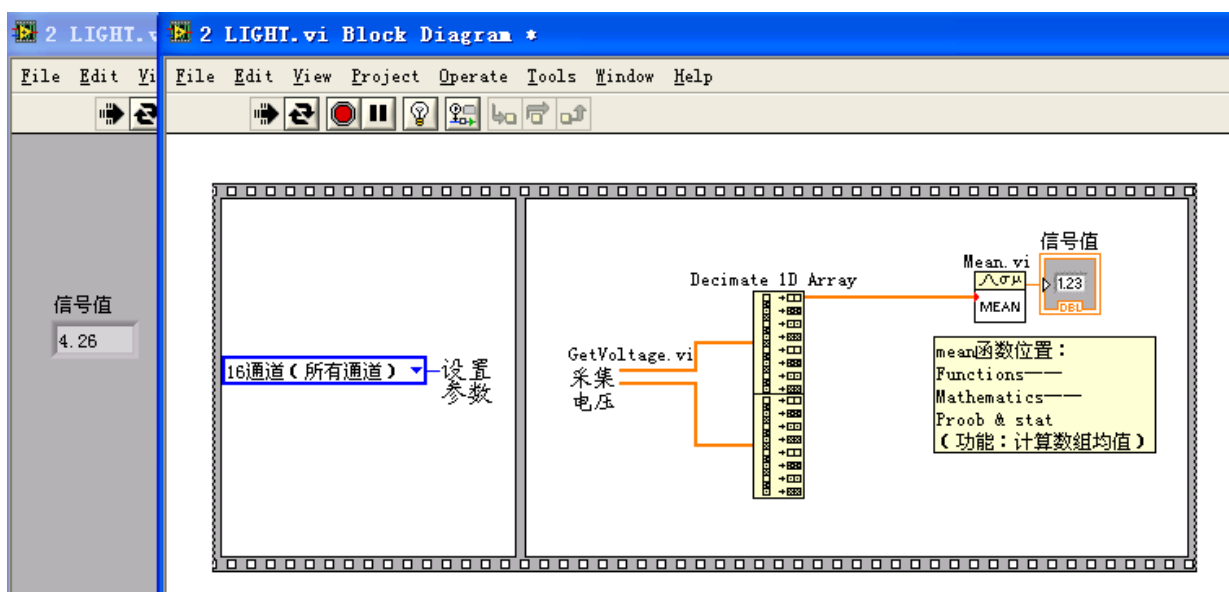 2 LIGHT.v
2 LIGHT.vi Block Diagram *
File Edit Vi
File Edit View Project Operate Tools Window Help
信号值
4.26
16通道(所有通道)
设置
参数
GetVoltage.vi
采集
电压
Decimate 1D Array
Mean.vi
MEAN
信号值
1.23
DBL
mean函数位置：
Functions——
Mathematics——
Proob & stat
(功能：计算数组均值)